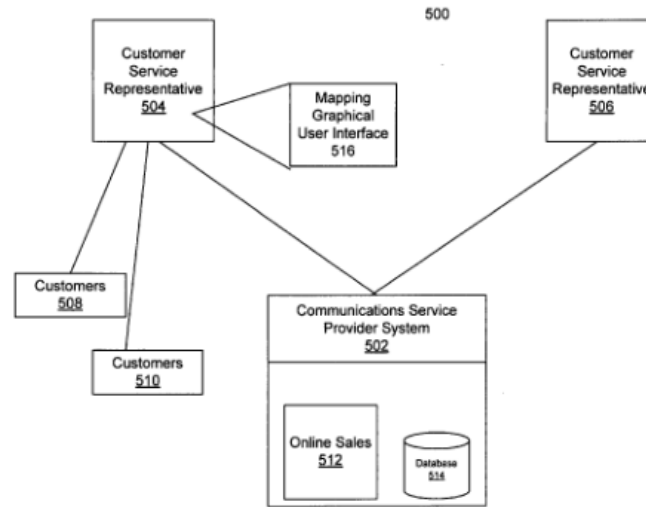 500
Customer
Service
Representative
504
Mapping
Graphical
User Interface
516
Customer
Service
Representative
506
Customers
508
Customers
510
Communications Service
Provider System
502
Online Sales
512
Database
514